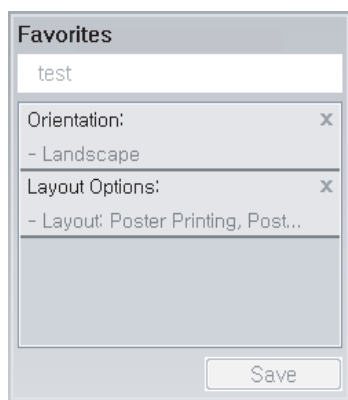 Favorites
test
Orientation: x
- Landscape
Layout Options: x
- Layout: Poster Printing, Post...
Save